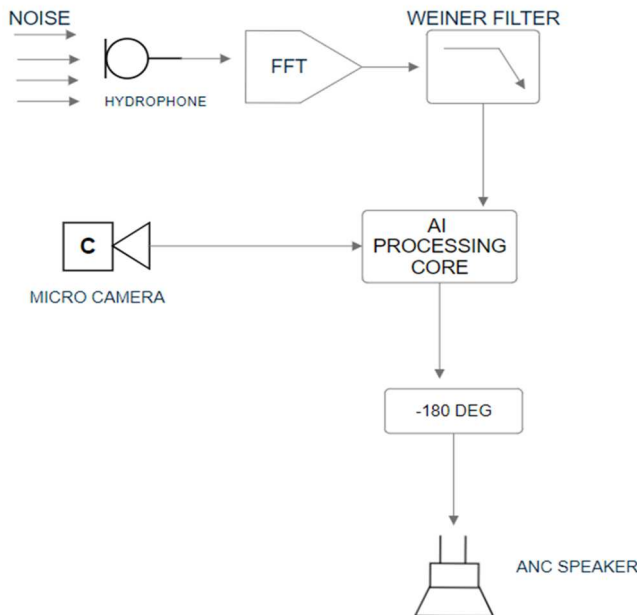 NOISE
WEINER FILTER
FFT
HYDROPHONE
AI
PROCESSING
CORE
C
MICRO CAMERA
-180 DEG
ANC SPEAKER